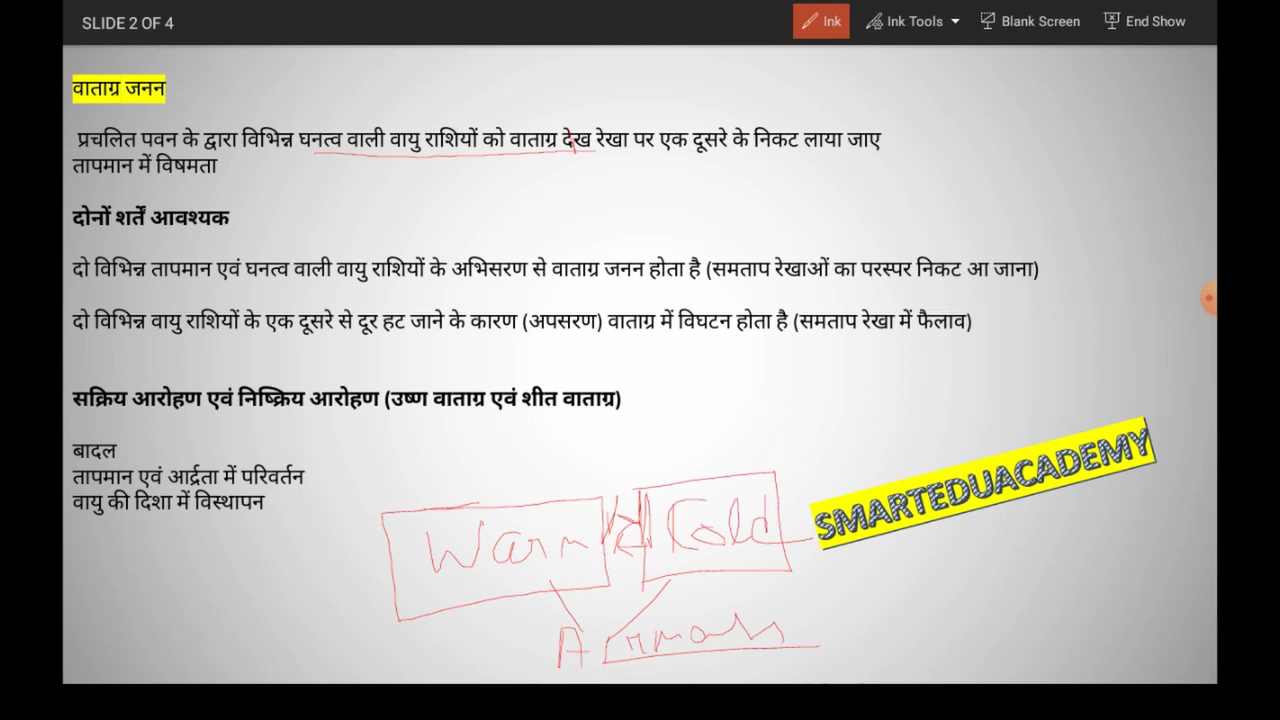 SLIDE 2 OF 4
Ink Ink Tools Blank Screen End Show
वाताग्र जनन
प्रचलित पवन के द्वारा विभिन्न घनत्व वाली वायु राशियों को वाताग्र देख रेखा पर एक दूसरे के निकट लाया जाए
तापमान में विषमता
दोनों शर्तें आवश्यक
दो विभिन्न तापमान एवं घनत्व वाली वायु राशियों के अभिसरण से वाताग्र जनन होता है (समताप रेखाओं का परस्पर निकट आ जाना)
दो विभिन्न वायु राशियों के एक दूसरे से दूर हट जाने के कारण (अपसरण) वाताग्र में विघटन होता है (समताप रेखा में फैलाव)
सक्रिय आरोहण एवं निष्क्रिय आरोहण (उष्ण वाताग्र एवं शीत वाताग्र)
बादल
तापमान एवं आर्द्रता में परिवर्तन
वायु की दिशा में विस्थापन
SMARTEDUACADEMY
Warm Cold
Airmass